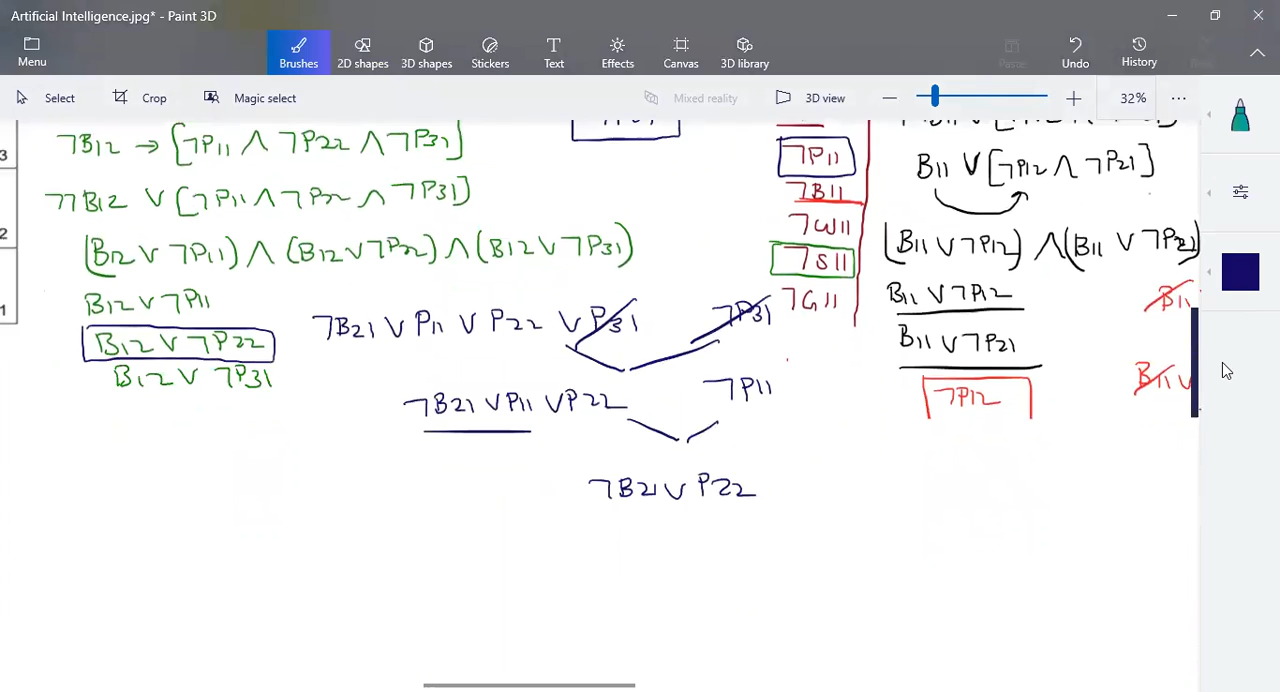 Artificial Intelligence.jpg* - Paint 3D
Menu
Brushes
2D shapes
3D shapes
Stickers
Text
Effects
Canvas
3D library
Paste
Undo
History
Select
Crop
Magic select
Mixed reality
3D view
32%
3
2
1
¬B12 → [¬P11 ∧ ¬P22 ∧ ¬P31]
¬¬B12 ∨ [¬P11 ∧ ¬P22 ∧ ¬P31]
(B12 ∨ ¬P11) ∧ (B12 ∨ ¬P22) ∧ (B12 ∨ ¬P31)
B12 ∨ ¬P11
B12 ∨ ¬P22
B12 ∨ ¬P31
¬B21 ∨ P11 ∨ P22 ∨ P31
¬P31
¬B21 ∨ P11 ∨ P22
¬P11
¬B21 ∨ P22
¬P11
¬B11
¬W11
¬S11
¬G11
B11 ∨ [¬P12 ∧ ¬P21]
(B11 ∨ ¬P12) ∧ (B11 ∨ ¬P22)
B11 ∨ ¬P12
B11 ∨ ¬P21
¬P12
B11
B11 ∨